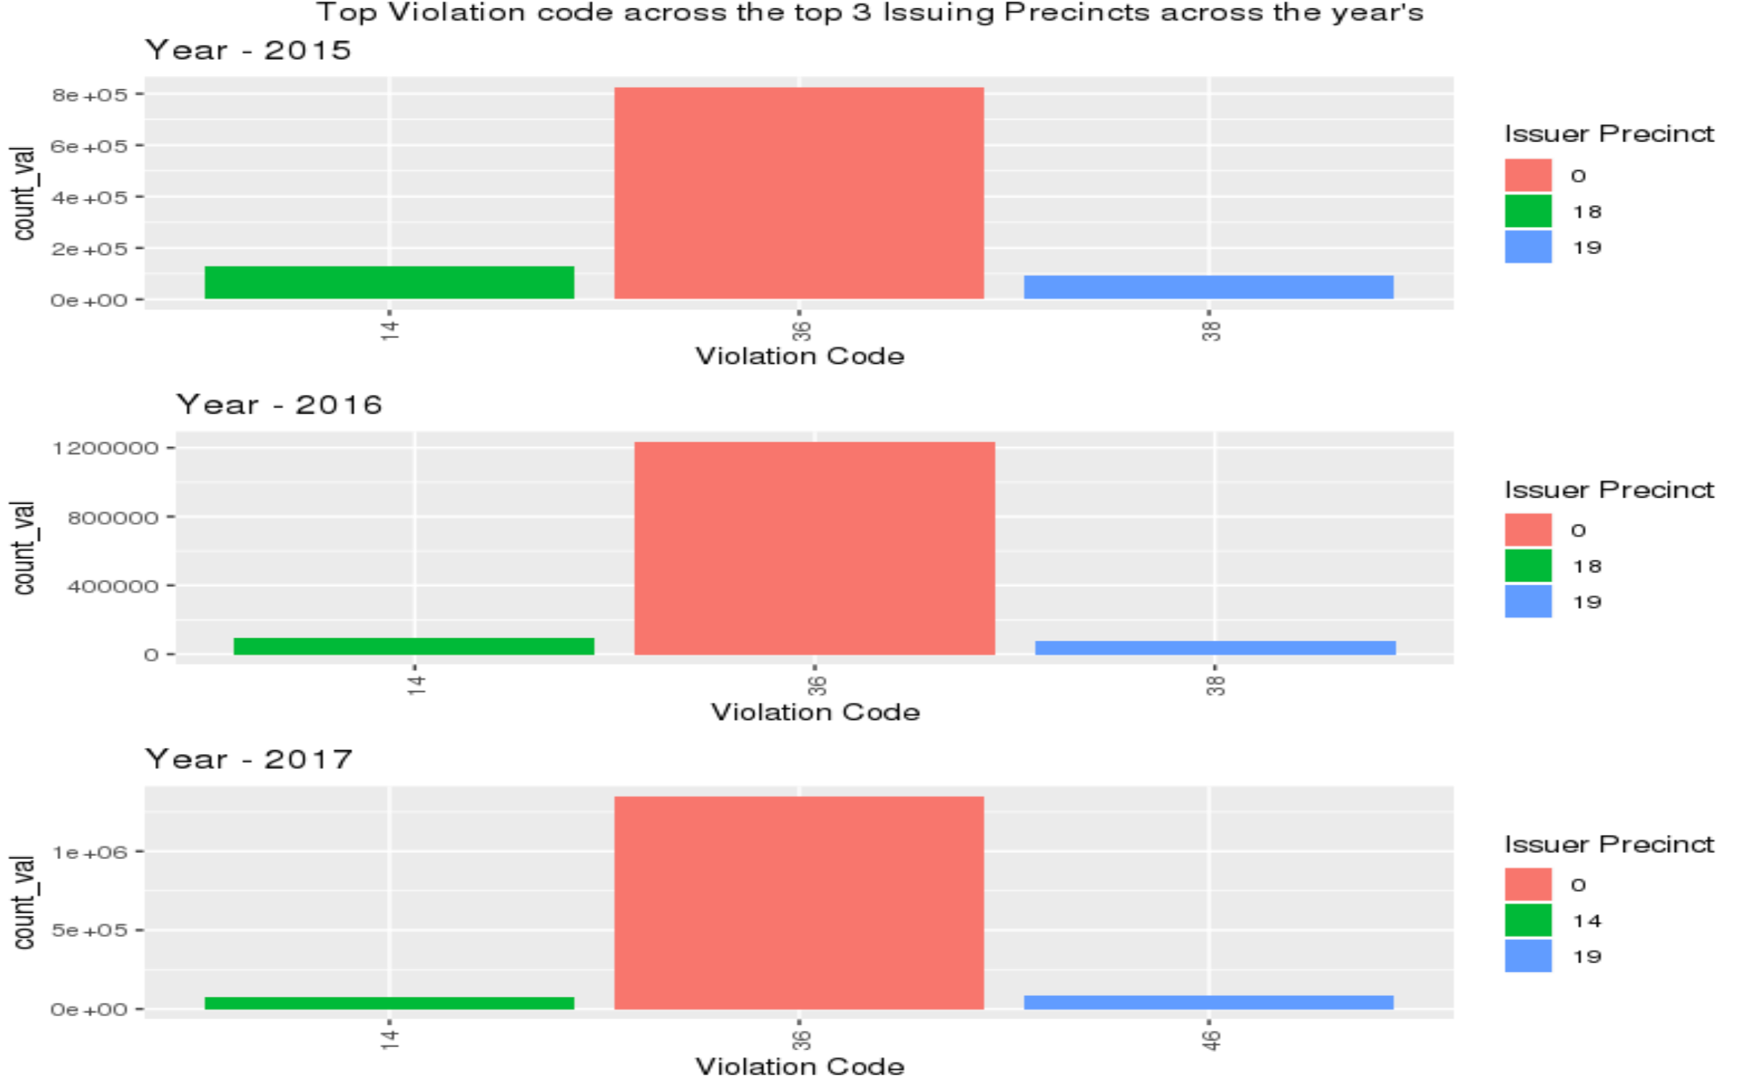 Top Violation code across the top 3 Issuing Precincts across the year's
Year - 2015
count_val
8e+05
6e+05
4e+05
2e+05
0e+00
14
36
38
Violation Code
Issuer Precinct
0
18
19
Year - 2016
count_val
1200000
800000
400000
0
14
36
38
Violation Code
Issuer Precinct
0
18
19
Year - 2017
count_val
1e+06
5e+05
0e+00
14
36
46
Violation Code
Issuer Precinct
0
14
19